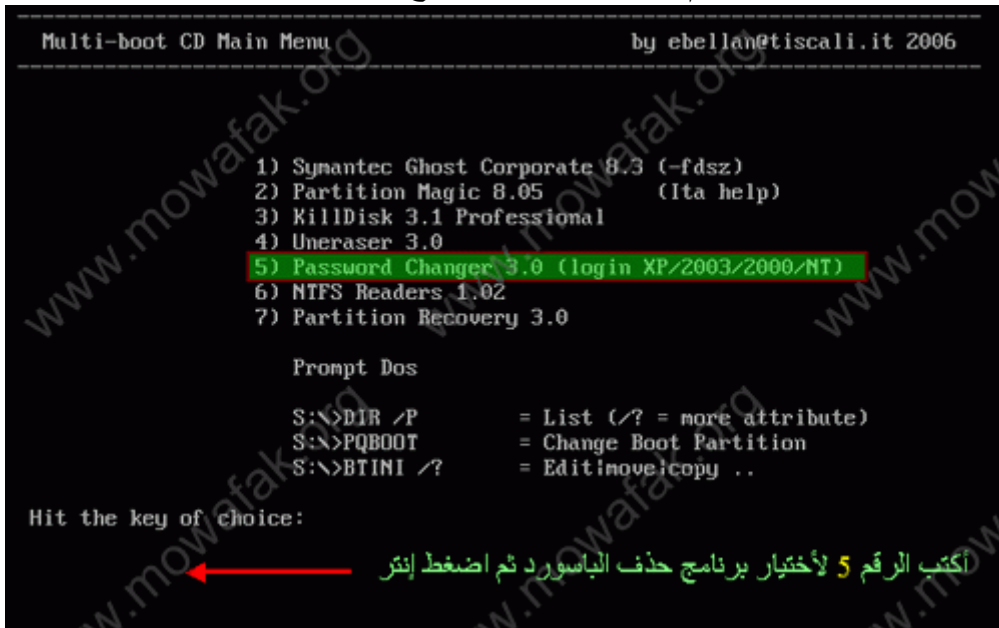 Multi-boot CD Main Menu by ebellan@tiscali.it 2006
1) Symantec Ghost Corporate 8.3 (-fdsz)
2) Partition Magic 8.05 (Ita help)
3) KillDisk 3.1 Professional
4) Uneraser 3.0
5) Password Changer 3.0 (login XP/2003/2000/NT)
6) NTFS Readers 1.02
7) Partition Recovery 3.0
Prompt Dos
S:\>DIR /P = List (/? = more attribute)
S:\>PQBOOT = Change Boot Partition
S:\>BTINI /? = Edit|move|copy ..
Hit the key of choice:
أكتب الرقم 5 لأختيار برنامج حذف الباسورد ثم اضغط إنتر
www.mowafak.org